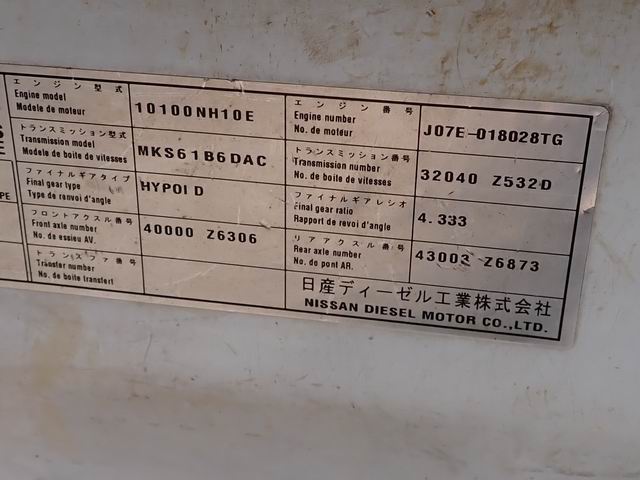 エンジン型式
Engine model
Modele de moteur
10100NH10E
エンジン番号
Engine number
No. de moteur
J07E-018028TG
トランスミッション型式
Transmission model
Modele de boite de vitesses
MKS61B6DAC
トランスミッション番号
Transmission number
No. de boite de vitesses
32040 Z532D
ファイナルギアタイプ
Final gear type
Type de renvoi d'angle
HYPOID
ファイナルギアレシオ
Final gear ratio
Rapport de renvoi d'angle
4.333
フロントアクスル番号
Front axle number
No. de essieu AV.
40000 Z6306
リアアクスル番号
Rear axle number
No. de pont AR.
43003 Z6873
トランスファ番号
Transfer number
No. de boite transfert
日産ディーゼル工業株式会社
NISSAN DIESEL MOTOR CO.,LTD.